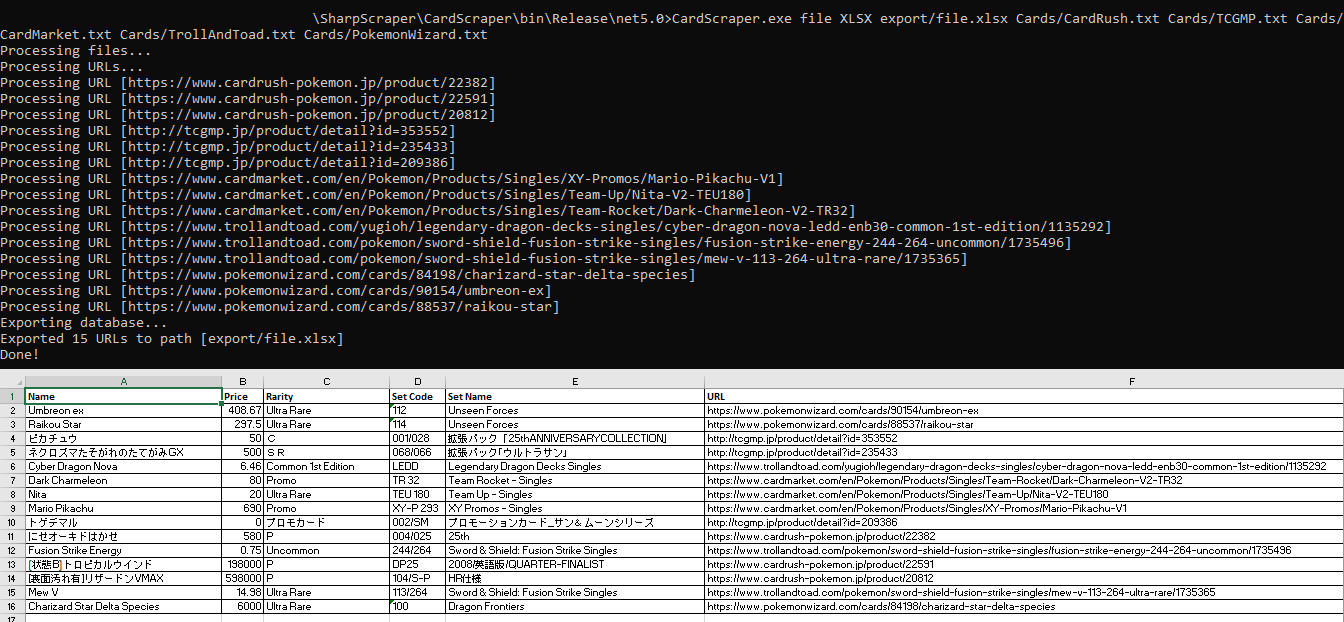 \SharpScraper\CardScraper\bin\Release\net5.0>CardScraper.exe file XLSX export/file.xlsx Cards/CardRush.txt Cards/TCGMP.txt Cards/
CardMarket.txt Cards/TrollAndToad.txt Cards/PokemonWizard.txt
Processing files...
Processing URLs...
Processing URL [https://www.cardrush-pokemon.jp/product/22382]
Processing URL [https://www.cardrush-pokemon.jp/product/22591]
Processing URL [https://www.cardrush-pokemon.jp/product/20812]
Processing URL [http://tcgmp.jp/product/detail?id=353552]
Processing URL [http://tcgmp.jp/product/detail?id=235433]
Processing URL [http://tcgmp.jp/product/detail?id=209386]
Processing URL [https://www.cardmarket.com/en/Pokemon/Products/Singles/XY-Promos/Mario-Pikachu-V1]
Processing URL [https://www.cardmarket.com/en/Pokemon/Products/Singles/Team-Up/Nita-V2-TEU180]
Processing URL [https://www.cardmarket.com/en/Pokemon/Products/Singles/Team-Rocket/Dark-Charmeleon-V2-TR32]
Processing URL [https://www.trollandtoad.com/yugioh/legendary-dragon-decks-singles/cyber-dragon-nova-ledd-enb30-common-1st-edition/1135292]
Processing URL [https://www.trollandtoad.com/pokemon/sword-shield-fusion-strike-singles/fusion-strike-energy-244-264-uncommon/1735496]
Processing URL [https://www.trollandtoad.com/pokemon/sword-shield-fusion-strike-singles/mew-v-113-264-ultra-rare/1735365]
Processing URL [https://www.pokemonwizard.com/cards/84198/charizard-star-delta-species]
Processing URL [https://www.pokemonwizard.com/cards/90154/umbreon-ex]
Processing URL [https://www.pokemonwizard.com/cards/88537/raikou-star]
Exporting database...
Exported 15 URLs to path [export/file.xlsx]
Done!
A B C D E F
1 Name Price Rarity Set Code Set Name URL
2 Umbreon ex 408.67 Ultra Rare 112 Unseen Forces https://www.pokemonwizard.com/cards/90154/umbreon-ex
3 Raikou Star 297.5 Ultra Rare 114 Unseen Forces https://www.pokemonwizard.com/cards/88537/raikou-star
4 ピカチュウ 50 C 001/028 拡張パック「25thANNIVERSARYCOLLECTION」 http://tcgmp.jp/product/detail?id=353552
5 ネクロズマたそがれのたてがみGX 500 SR 068/066 拡張パック「ウルトラサン」 http://tcgmp.jp/product/detail?id=235433
6 Cyber Dragon Nova 6.46 Common 1st Edition LEDD Legendary Dragon Decks Singles https://www.trollandtoad.com/yugioh/legendary-dragon-decks-singles/cyber-dragon-nova-ledd-enb30-common-1st-edition/1135292
7 Dark Charmeleon 80 Promo TR 32 Team Rocket - Singles https://www.cardmarket.com/en/Pokemon/Products/Singles/Team-Rocket/Dark-Charmeleon-V2-TR32
8 Nita 20 Ultra Rare TEU 180 Team Up - Singles https://www.cardmarket.com/en/Pokemon/Products/Singles/Team-Up/Nita-V2-TEU180
9 Mario Pikachu 690 Promo XY-P 293 XY Promos - Singles https://www.cardmarket.com/en/Pokemon/Products/Singles/XY-Promos/Mario-Pikachu-V1
10 トゲデマル 0 プロモカード 002/SM プロモーションカード_サン& ムーンシリーズ http://tcgmp.jp/product/detail?id=209386
11 にせオーキドはかせ 580 P 004/025 25th https://www.cardrush-pokemon.jp/product/22382
12 Fusion Strike Energy 0.75 Uncommon 244/264 Sword & Shield: Fusion Strike Singles https://www.trollandtoad.com/pokemon/sword-shield-fusion-strike-singles/fusion-strike-energy-244-264-uncommon/1735496
13 [状態B]トロピカルウインド 198000 P DP25 2008/英語版/QUARTER-FINALIST https://www.cardrush-pokemon.jp/product/22591
14 [裏面汚れ有]リザードンVMAX 598000 P 104/S-P HR仕様 https://www.cardrush-pokemon.jp/product/20812
15 Mew V 14.98 Ultra Rare 113/264 Sword & Shield: Fusion Strike Singles https://www.trollandtoad.com/pokemon/sword-shield-fusion-strike-singles/mew-v-113-264-ultra-rare/1735365
16 Charizard Star Delta Species 6000 Ultra Rare 100 Dragon Frontiers https://www.pokemonwizard.com/cards/84198/charizard-star-delta-species
17